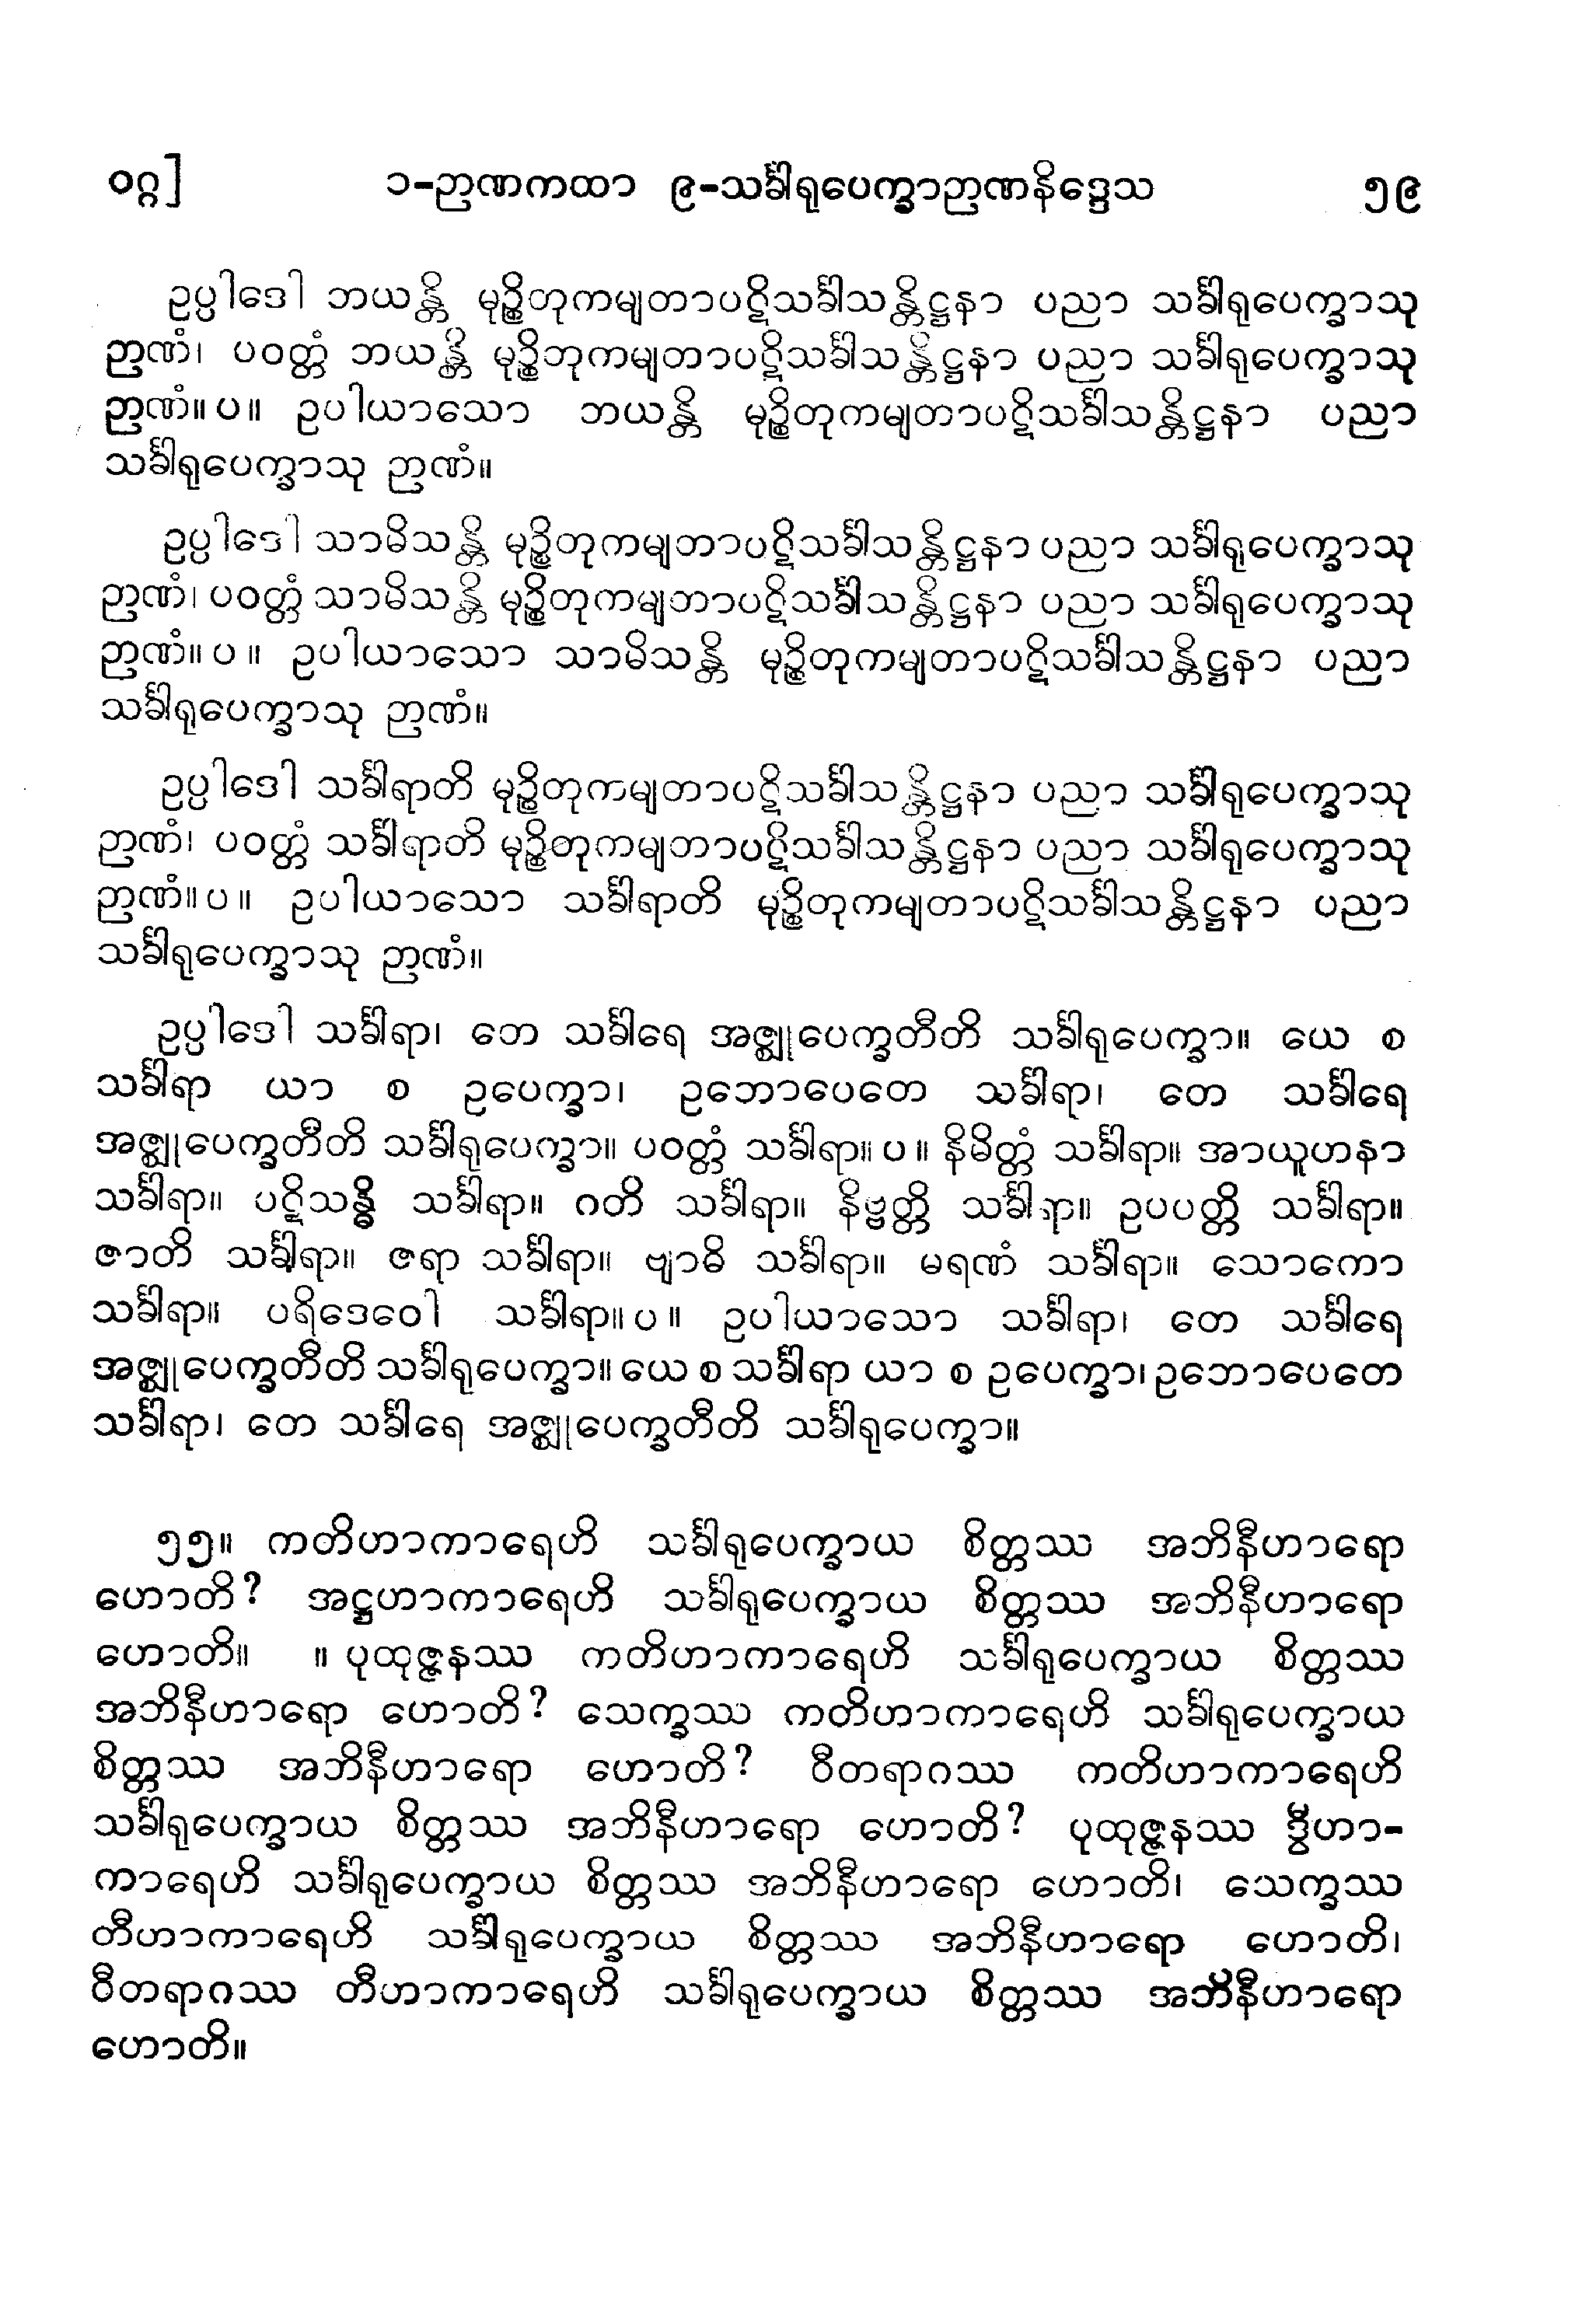 ဝဂ္ဂ] ၁-ဉာဏကထာ ၉-သင်္ခါရုပေက္ခာဉာဏနိဒ္ဒေသ ၅၉
ဥပ္ပါဒေါ ဘယန္တိ မုဉ္စိတုကမျတာပဋိသင်္ခါသန္တိဋ္ဌနာ ပညာ သင်္ခါရုပေက္ခာသု
ဉာဏံ၊ ပဝတ္တံ ဘယန္တိ မုဉ္စိတုကမျတာပဋိသင်္ခါသန္တိဋ္ဌနာ ပညာ သင်္ခါရုပေက္ခာသု
ဉာဏံ။ ပ။ ဥပါယာသော ဘယန္တိ မုဉ္စိတုကမျတာပဋိသင်္ခါသန္တိဋ္ဌနာ ပညာ
သင်္ခါရုပေက္ခာသု ဉာဏံ။
ဥပ္ပါဒေါ သာမိသန္တိ မုဉ္စိတုကမျတာပဋိသင်္ခါသန္တိဋ္ဌနာ ပညာ သင်္ခါရုပေက္ခာသု
ဉာဏံ၊ ပဝတ္တံ သာမိသန္တိ မုဉ္စိတုကမျတာပဋိသင်္ခါသန္တိဋ္ဌနာ ပညာ သင်္ခါရုပေက္ခာသု
ဉာဏံ။ ပ ။ ဥပါယာသော သာမိသန္တိ မုဉ္စိတုကမျတာပဋိသင်္ခါသန္တိဋ္ဌနာ ပညာ
သင်္ခါရုပေက္ခာသု ဉာဏံ။
ဥပ္ပါဒေါ သင်္ခါရာတိ မုဉ္စိတုကမျတာပဋိသင်္ခါသန္တိဋ္ဌနာ ပညာ သင်္ခါရုပေက္ခာသု
ဉာဏံ၊ ပဝတ္တံ သင်္ခါရာတိ မုဉ္စိတုကမျတာပဋိသင်္ခါသန္တိဋ္ဌနာ ပညာ သင်္ခါရုပေက္ခာသု
ဉာဏံ။ ပ ။ ဥပါယာသော သင်္ခါရာတိ မုဉ္စိတုကမျတာပဋိသင်္ခါသန္တိဋ္ဌနာ ပညာ
သင်္ခါရုပေက္ခာသု ဉာဏံ။
ဥပ္ပါဒေါ သင်္ခါရာ၊ တေ သင်္ခါရေ အဇ္ဈုပေက္ခတီတိ သင်္ခါရုပေက္ခာ။ ယေ စ
သင်္ခါရာ ယာ စ ဥပေက္ခာ၊ ဥဘောပေတေ သင်္ခါရာ၊ တေ သင်္ခါရေ
အဇ္ဈုပေက္ခတီတိ သင်္ခါရုပေက္ခာ။ ပဝတ္တံ သင်္ခါရာ။ ပ ။ နိမိတ္တံ သင်္ခါရာ။ အာယူဟနာ
သင်္ခါရာ။ ပဋိသန္ဓိ သင်္ခါရာ။ ဂတိ သင်္ခါရာ။ နိဗ္ဗတ္တိ သင်္ခါရာ။ ဥပပတ္တိ သင်္ခါရာ။
ဇာတိ သင်္ခါရာ။ ဇရာ သင်္ခါရာ။ ဗျာဓိ သင်္ခါရာ။ မရဏံ သင်္ခါရာ။ သောကော
သင်္ခါရာ။ ပရိဒေဝေါ သင်္ခါရာ။ ပ ။ ဥပါယာသော သင်္ခါရာ၊ တေ သင်္ခါရေ
အဇ္ဈုပေက္ခတီတိ သင်္ခါရုပေက္ခာ။ ယေ စ သင်္ခါရာ ယာ စ ဥပေက္ခာ၊ ဥဘောပေတေ
သင်္ခါရာ၊ တေ သင်္ခါရေ အဇ္ဈုပေက္ခတီတိ သင်္ခါရုပေက္ခာ။
၅၅။ ကတိဟာကာရေဟိ သင်္ခါရုပေက္ခာယ စိတ္တဿ အဘိနီဟာရော
ဟောတိ? အဋ္ဌဟာကာရေဟိ သင်္ခါရုပေက္ခာယ စိတ္တဿ အဘိနီဟာရော
ဟောတိ။ ။ ပုထုဇ္ဇနဿ ကတိဟာကာရေဟိ သင်္ခါရုပေက္ခာယ စိတ္တဿ
အဘိနီဟာရော ဟောတိ? သေက္ခဿ ကတိဟာကာရေဟိ သင်္ခါရုပေက္ခာယ
စိတ္တဿ အဘိနီဟာရော ဟောတိ? ဝီတရာဂဿ ကတိဟာကာရေဟိ
သင်္ခါရုပေက္ခာယ စိတ္တဿ အဘိနီဟာရော ဟောတိ? ပုထုဇ္ဇနဿ ဒွီဟာ-
ကာရေဟိ သင်္ခါရုပေက္ခာယ စိတ္တဿ အဘိနီဟာရော ဟောတိ၊ သေက္ခဿ
တီဟာကာရေဟိ သင်္ခါရုပေက္ခာယ စိတ္တဿ အဘိနီဟာရော ဟောတိ၊
ဝီတရာဂဿ တီဟာကာရေဟိ သင်္ခါရုပေက္ခာယ စိတ္တဿ အဘိနီဟာရော
ဟောတိ။